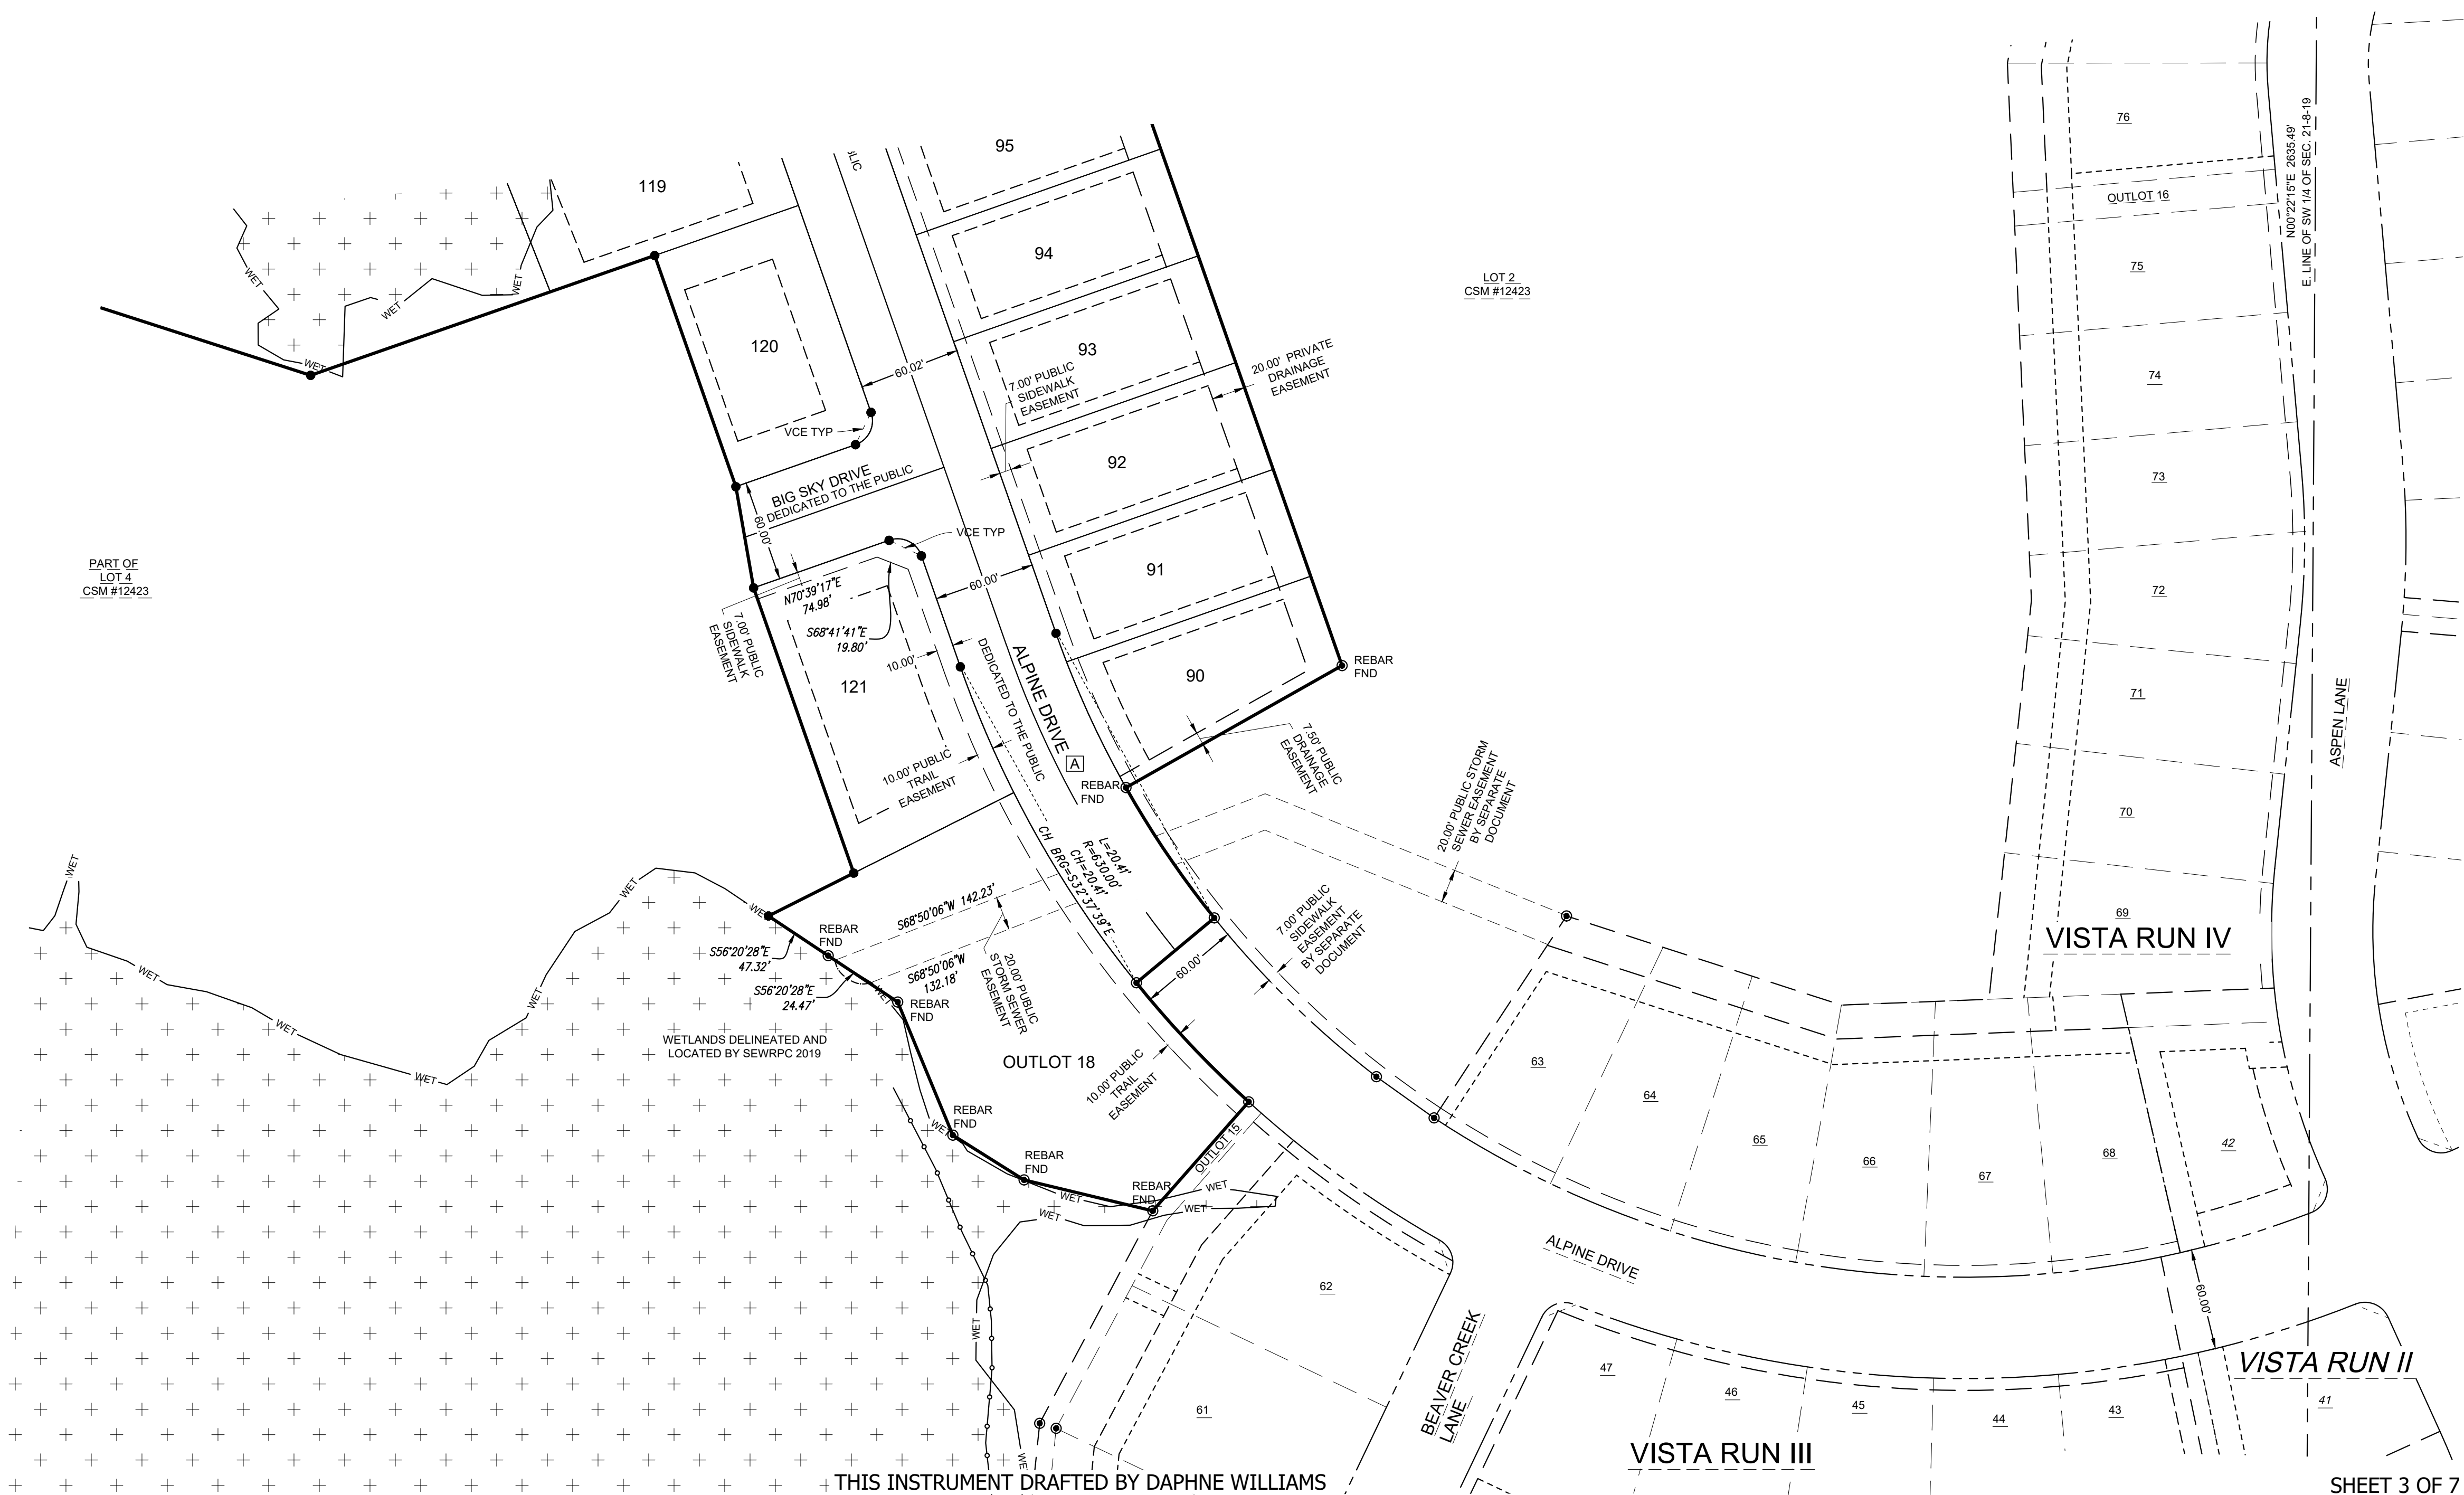 76
N00°22'15"E 2635.49'
E. LINE OF SW 1/4 OF SEC. 21-8-19
95
119
OUTLOT 16
94
75
WET
WET
WET
LOT 2
CSM #12423
120
93
20.00' PRIVATE
DRAINAGE
EASEMENT
60.02'
7.00' PUBLIC
SIDEWALK
EASEMENT
74
WET
VCE TYP
92
73
BIG SKY DRIVE
DEDICATED TO THE PUBLIC
60.00'
VCE TYP
PART OF
LOT 4
CSM #12423
91
72
60.00'
N70°39'17"E
74.98'
S68°41'41"E
19.80'
7.00' PUBLIC
SIDEWALK
EASEMENT
10.00'
121
DEDICATED TO THE PUBLIC
ALPINE DRIVE
A
90
REBAR
FND
71
ASPEN LANE
10.00' PUBLIC
TRAIL
EASEMENT
REBAR
FND
7.50' PUBLIC
DRAINAGE
EASEMENT
20.00' PUBLIC STORM
SEWER EASEMENT
BY SEPARATE
DOCUMENT
70
L=20.41'
R=630.00'
CH=20.41'
CH BRG=S32°37'39"E
WET
WET
S68°50'06"W 142.23'
REBAR
FND
S56°20'28"E
47.32'
S56°20'28"E
24.47'
S68°50'06"W
132.18'
20.00' PUBLIC
STORM SEWER
EASEMENT
7.00' PUBLIC
SIDEWALK
EASEMENT
BY SEPARATE
DOCUMENT
69
VISTA RUN IV
60.00'
WET
WET
WET
REBAR
FND
WETLANDS DELINEATED AND
LOCATED BY SEWRPC 2019
WET
WET
OUTLOT 18
10.00' PUBLIC
TRAIL
EASEMENT
63
64
65
66
67
68
42
REBAR
FND
WET
OUTLOT 15
REBAR
FND
REBAR
FND
WET
WET
WET
WET
ALPINE DRIVE
62
60.00'
WET
BEAVER CREEK
LANE
VISTA RUN II
47
46
45
44
43
41
61
VISTA RUN III
WET
THIS INSTRUMENT DRAFTED BY DAPHNE WILLIAMS
SHEET 3 OF 7